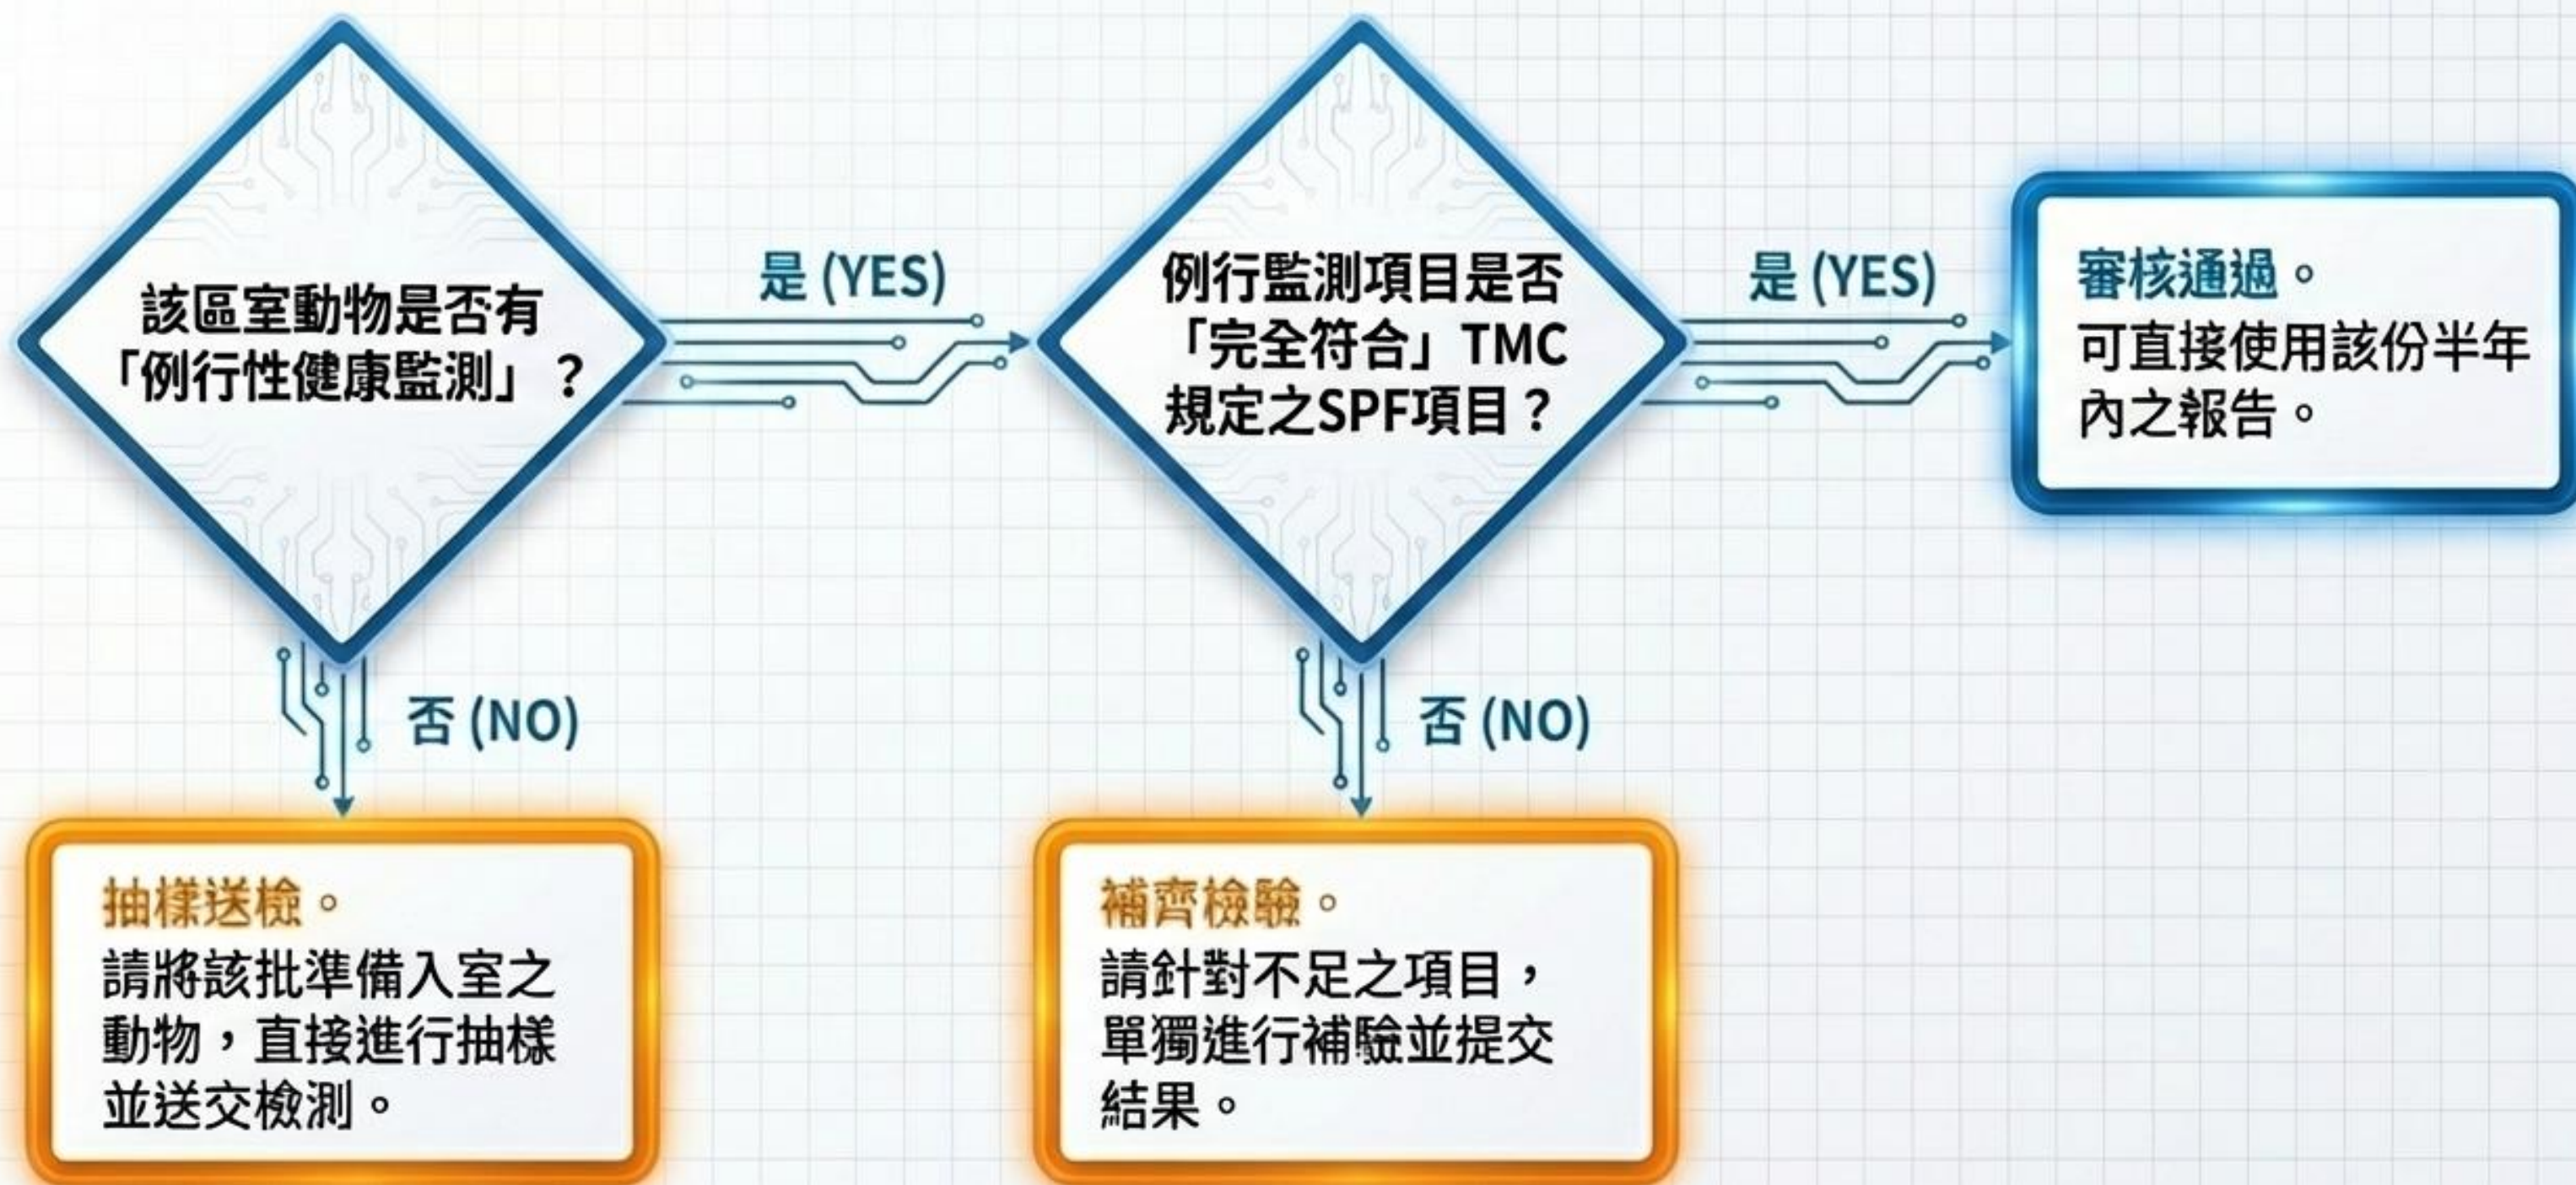 該區室動物是否有
「例行性健康監測」？
是 (YES)
例行監測項目是否
「完全符合」TMC
規定之SPF項目？
是 (YES)
審核通過。
可直接使用該份半年
內之報告。
否 (NO)
抽樣送檢。
請將該批準備入室之
動物，直接進行抽樣
並送交檢測。
否 (NO)
補齊檢驗。
請針對不足之項目，
單獨進行補驗並提交
結果。